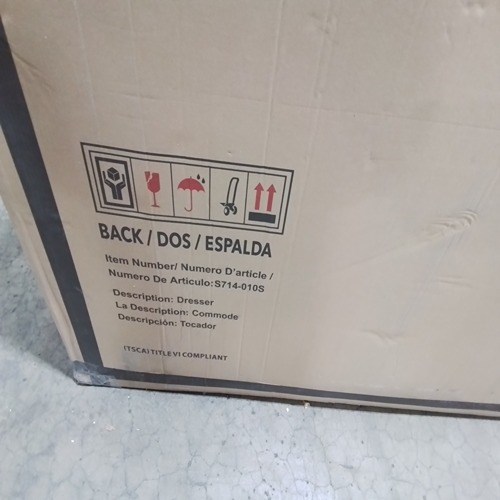 BACK / DOS / ESPALDA
Item Number/ Numero D'article /
Numero De Articulo:S714-010S
Description: Dresser
La Description: Commode
Descripción: Tocador
(TSCA) TITLE VI COMPLIANT